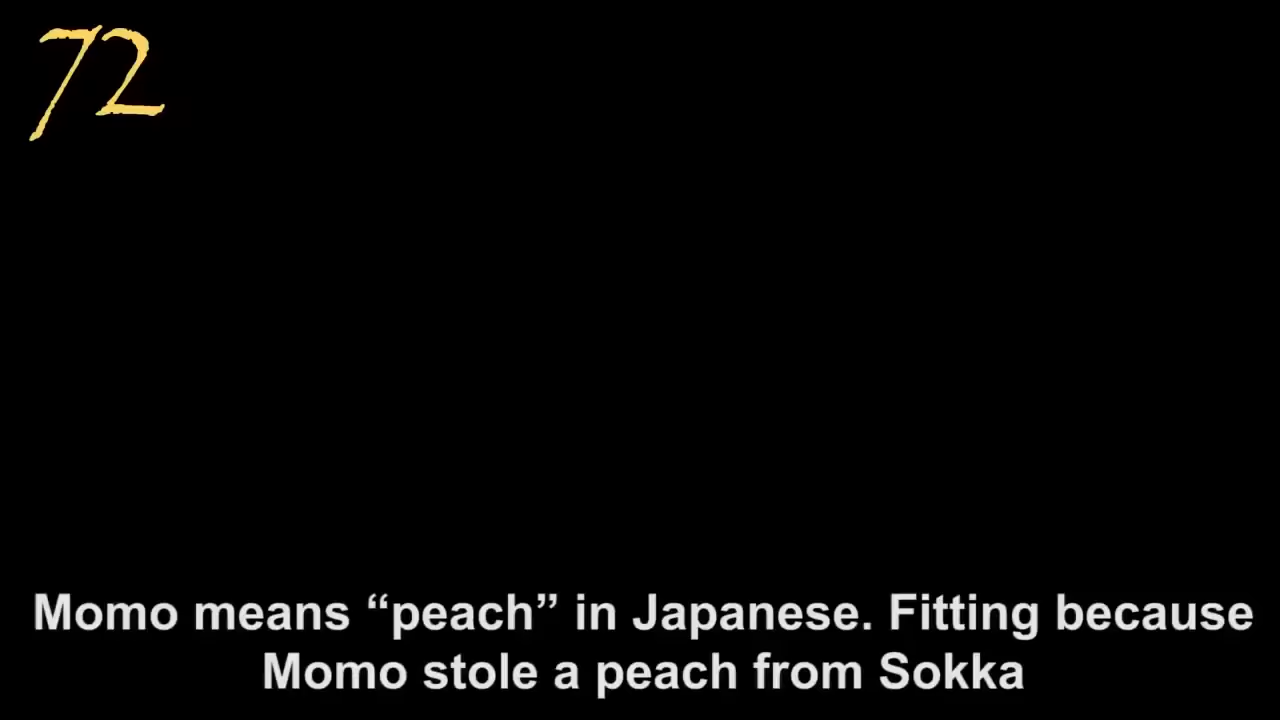 72
Momo means “peach” in Japanese. Fitting because
Momo stole a peach from Sokka